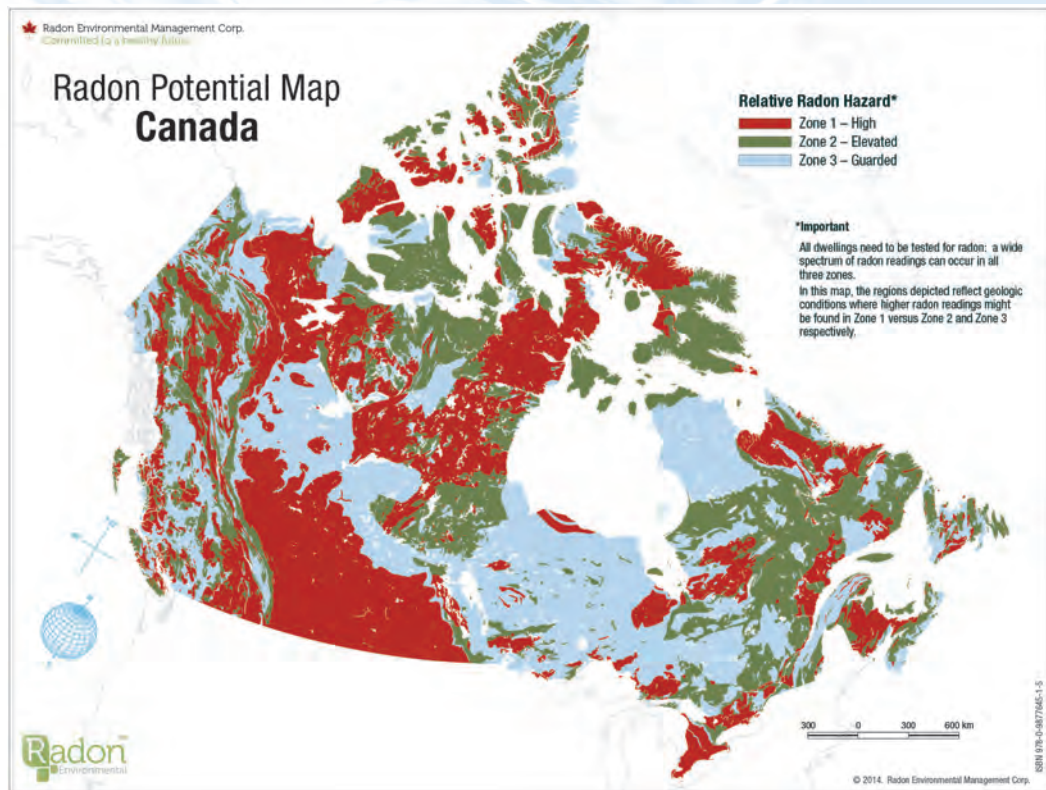 Radon Environmental Management Corp.
Committed to a healthy future
Radon Potential Map
Canada
Relative Radon Hazard*
Zone 1 – High
Zone 2 – Elevated
Zone 3 – Guarded
*Important
All dwellings need to be tested for radon: a wide
spectrum of radon readings can occur in all
three zones.
In this map, the regions depicted reflect geologic
conditions where higher radon readings might
be found in Zone 1 versus Zone 2 and Zone 3
respectively.
300 0 300 600 km
ISBN 978-0-9877645-1-5
Radon
Environmental
© 2014. Radon Environmental Management Corp.